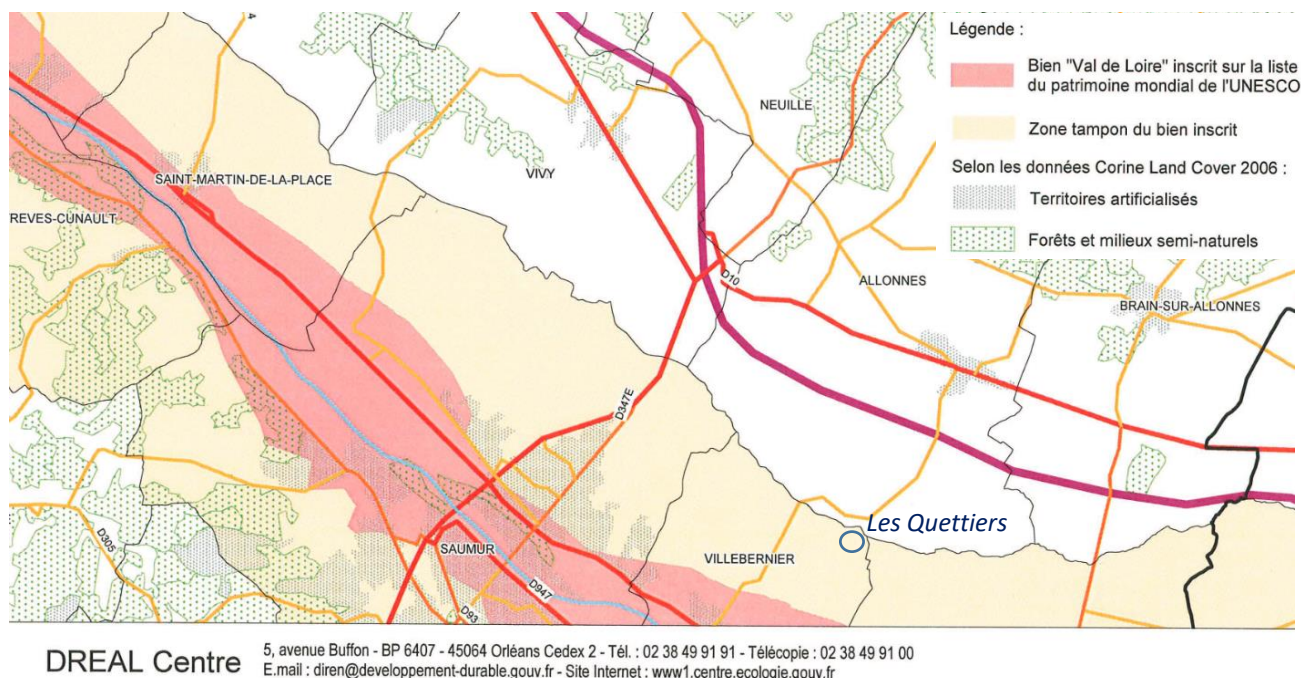 Légende :
Bien "Val de Loire" inscrit sur la liste
du patrimoine mondial de l'UNESCO
Zone tampon du bien inscrit
Selon les données Corine Land Cover 2006 :
Territoires artificialisés
Forêts et milieux semi-naturels
NEUILLE
VIVY
SAINT-MARTIN-DE-LA-PLACE
REVES-CUNAULT
D10
ALLONNES
BRAIN-SUR-ALLONNES
D347E
Les Quettiers
D305
SAUMUR
VILLEBERNIER
D947
D93
DREAL Centre
5, avenue Buffon - BP 6407 - 45064 Orléans Cedex 2 - Tél. : 02 38 49 91 91 - Télécopie : 02 38 49 91 00
E.mail : diren@developpement-durable.gouv.fr - Site Internet : www1.centre.ecologie.gouv.fr